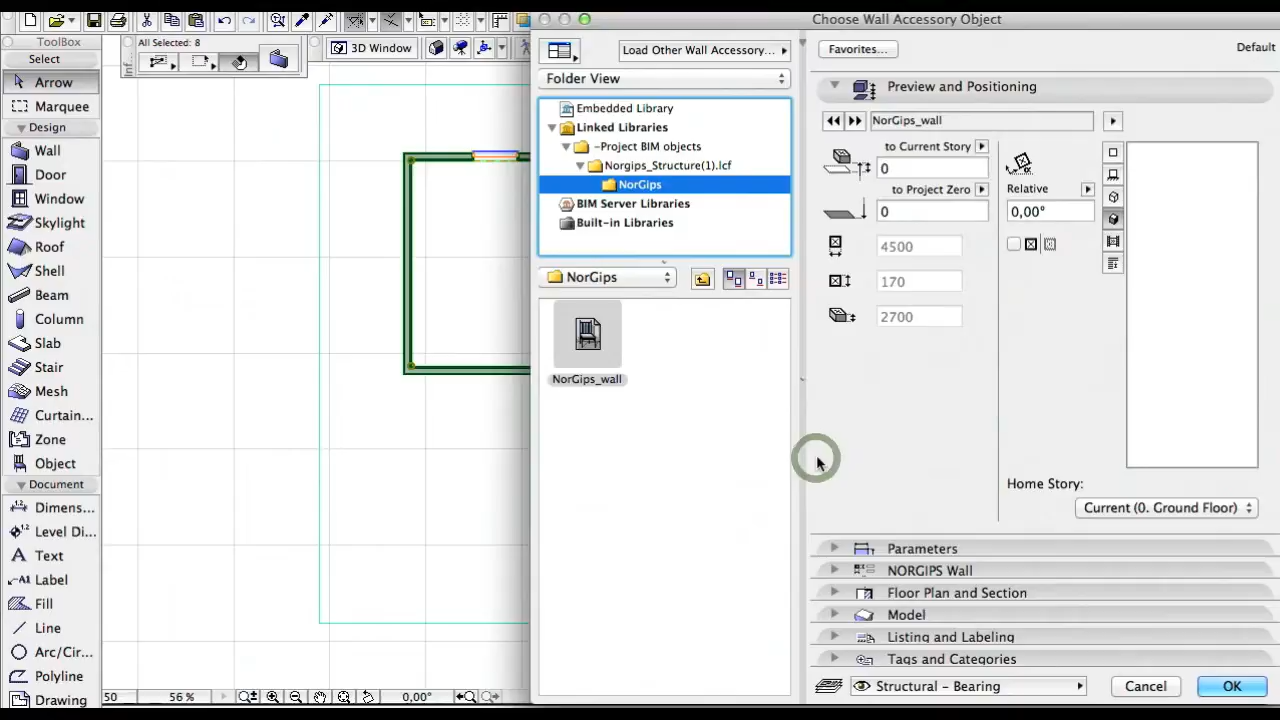 Choose Wall Accessory Object
ToolBox
Select
Arrow
Marquee
Design
Wall
Door
Window
Skylight
Roof
Shell
Beam
Column
Slab
Stair
Mesh
Curtain...
Zone
Object
Document
Dimens...
Level Di...
Text
Label
Fill
Line
Arc/Cir...
Polyline
Drawing
All Selected: 8
3D Window
Load Other Wall Accessory...
Folder View
Embedded Library
Linked Libraries
-Project BIM objects
Norgips_Structure(1).lcf
NorGips
BIM Server Libraries
Built-in Libraries
NorGips
NorGips_wall
Favorites...
Default
Preview and Positioning
NorGips_wall
to Current Story
0
to Project Zero
0
4500
170
2700
Relative
0,00°
Home Story:
Current (0. Ground Floor)
Parameters
NORGIPS Wall
Floor Plan and Section
Model
Listing and Labeling
Tags and Categories
Structural - Bearing
Cancel
OK
50
56 %
0,00°